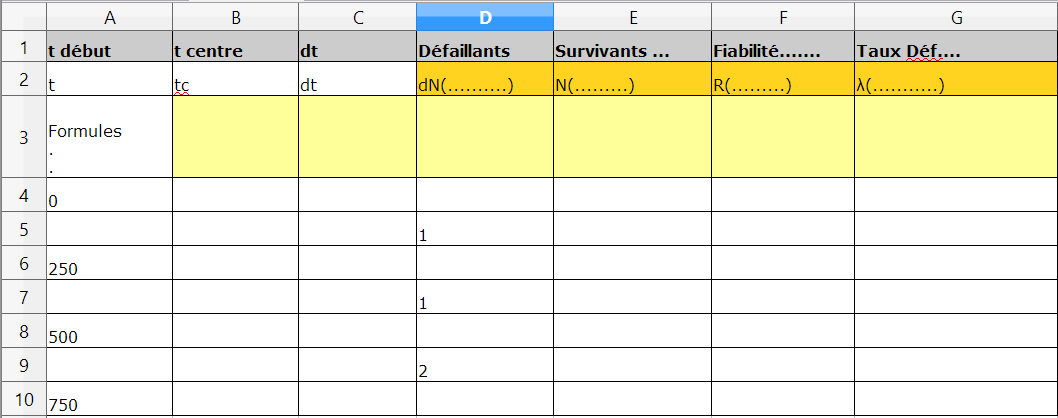 A B C D E F G
1 t début t centre dt Défaillants Survivants ... Fiabilité....... Taux Déf....
2 t tc dt dN(..........) N(.........) R(.........) λ(...........)
3 Formules
.
.
4 0
5 1
6 250
7 1
8 500
9 2
10 750